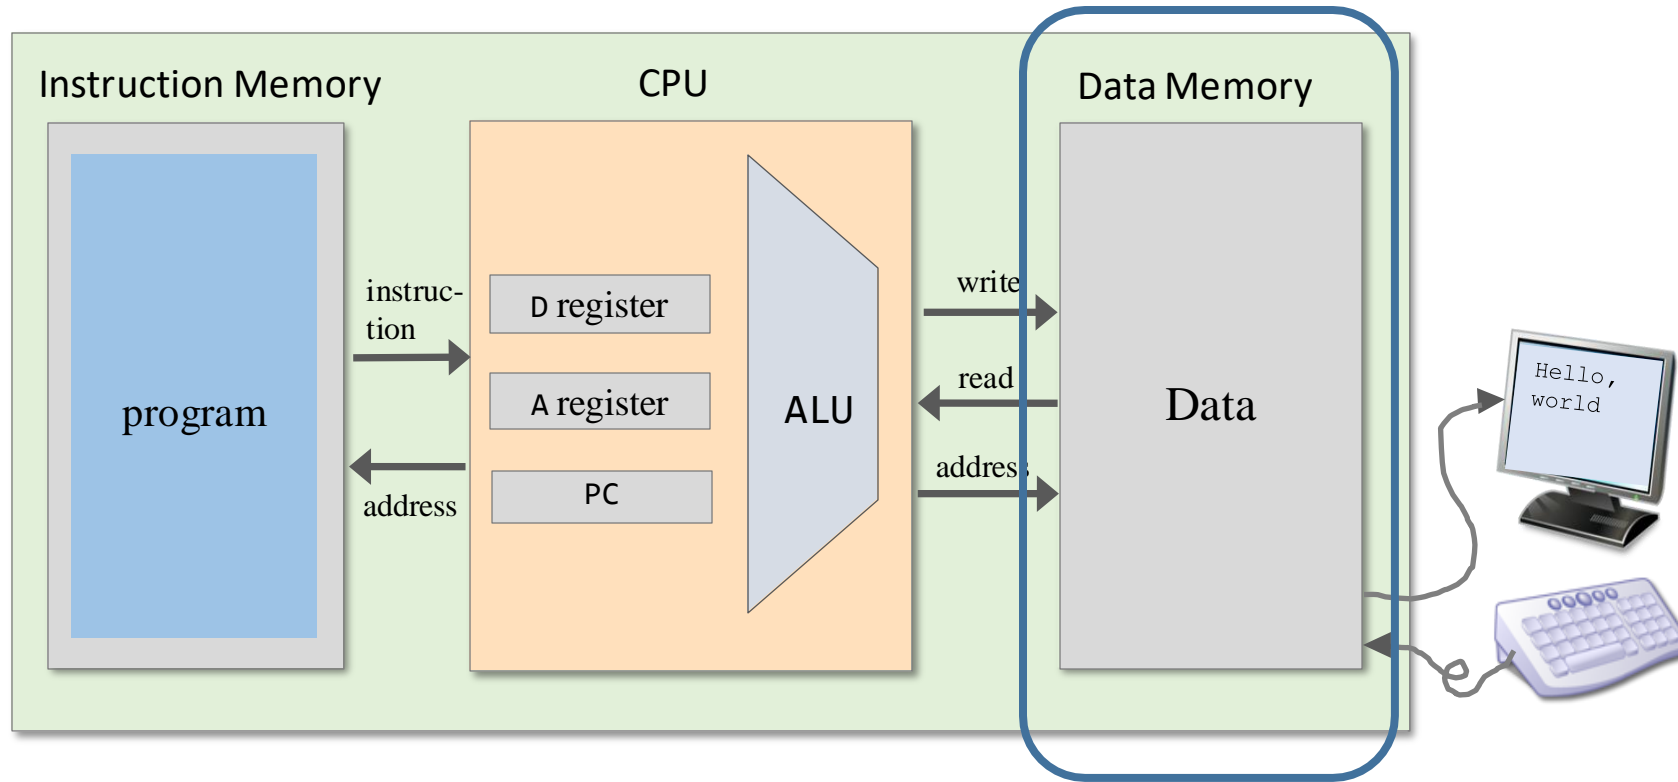 Instruction Memory
CPU
Data Memory
program
instruc-
tion
address
D register
A register
PC
ALU
write
read
address
Data
Hello,
world